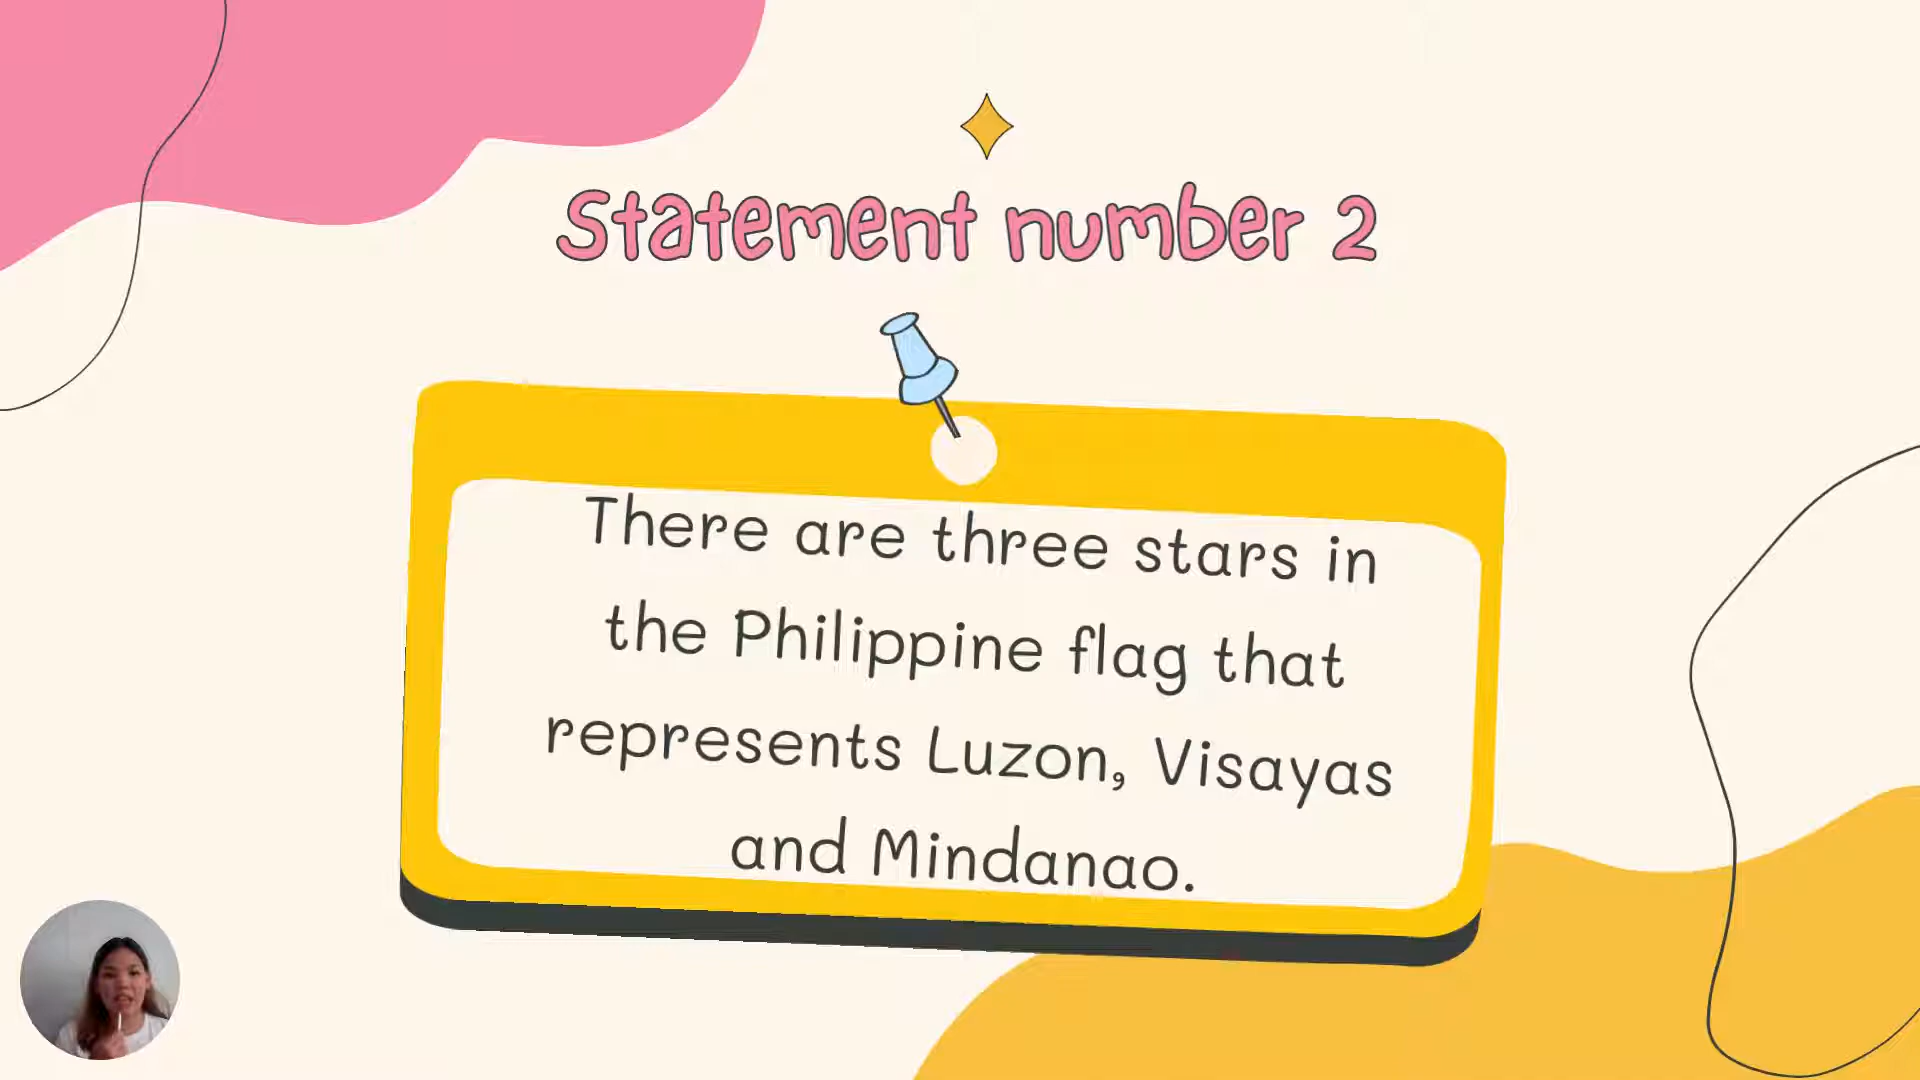 Statement number 2
There are three stars in
the Philippine flag that
represents Luzon, Visayas
and Mindanao.